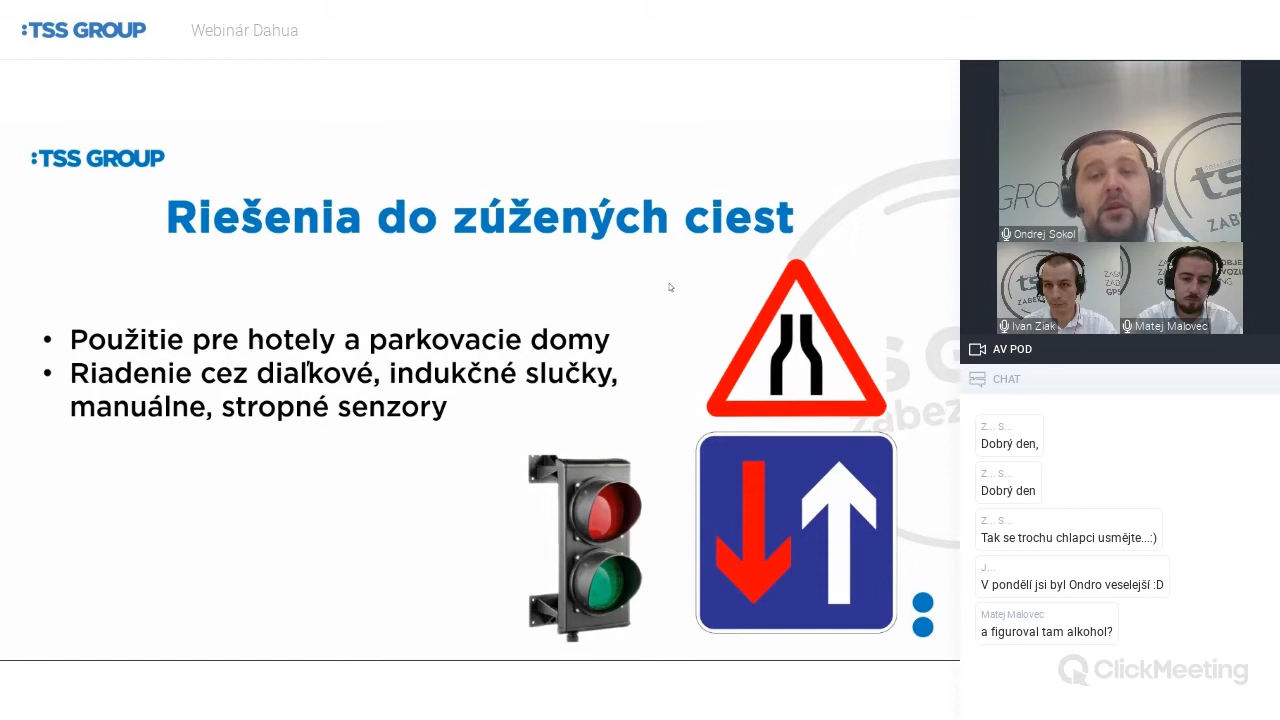 :TSS GROUP
Webinár Dahua
:TSS GROUP
Riešenia do zúžených ciest
• Použitie pre hotely a parkovacie domy
• Riadenie cez diaľkové, indukčné slučky,
manuálne, stropné senzory
Ondrej Sokol
Ivan Ziak
Matej Malovec
AV POD
CHAT
Z... S...
Dobrý den,
Z... S...
Dobrý den
Z... S...
Tak se trochu chlapci usmějte...:)
J...
V pondělí jsi byl Ondro veselejší :D
Matej Malovec
a figuroval tam alkohol?
ClickMeeting